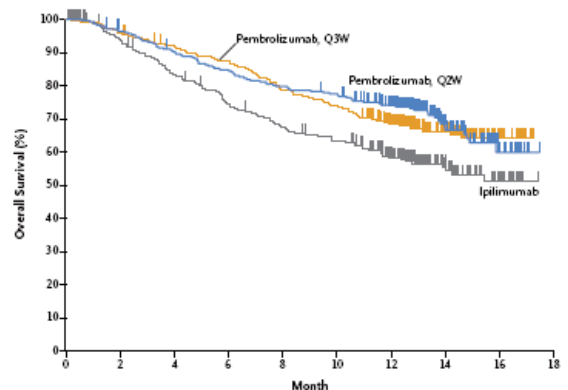 100
Pembrolizumab, Q3W
90
Pembrolizumab, Q2W
80
70
60
Ipilimumab
50
40
30
20
10
0
Overall Survival (%)
0 2 4 6 8 10 12 14 16 18
Month